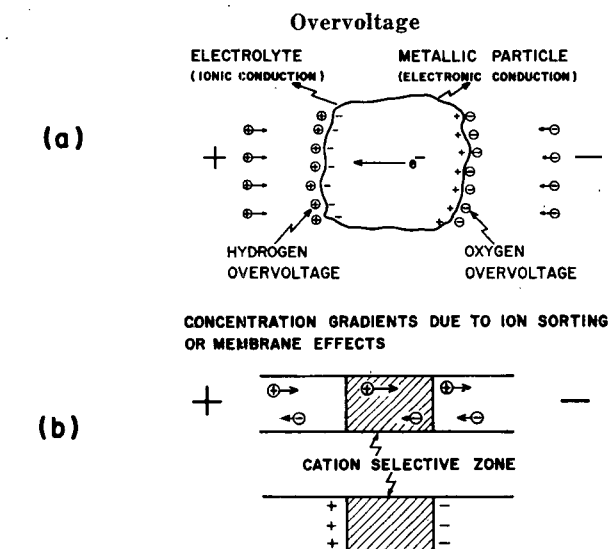 Overvoltage
ELECTROLYTE
(IONIC CONDUCTION)
METALLIC PARTICLE
(ELECTRONIC CONDUCTION)
(a)
+
e⁻
−
HYDROGEN
OVERVOLTAGE
OXYGEN
OVERVOLTAGE
CONCENTRATION GRADIENTS DUE TO ION SORTING
OR MEMBRANE EFFECTS
(b)
+
−
CATION SELECTIVE ZONE
+ −
+ −
+ −